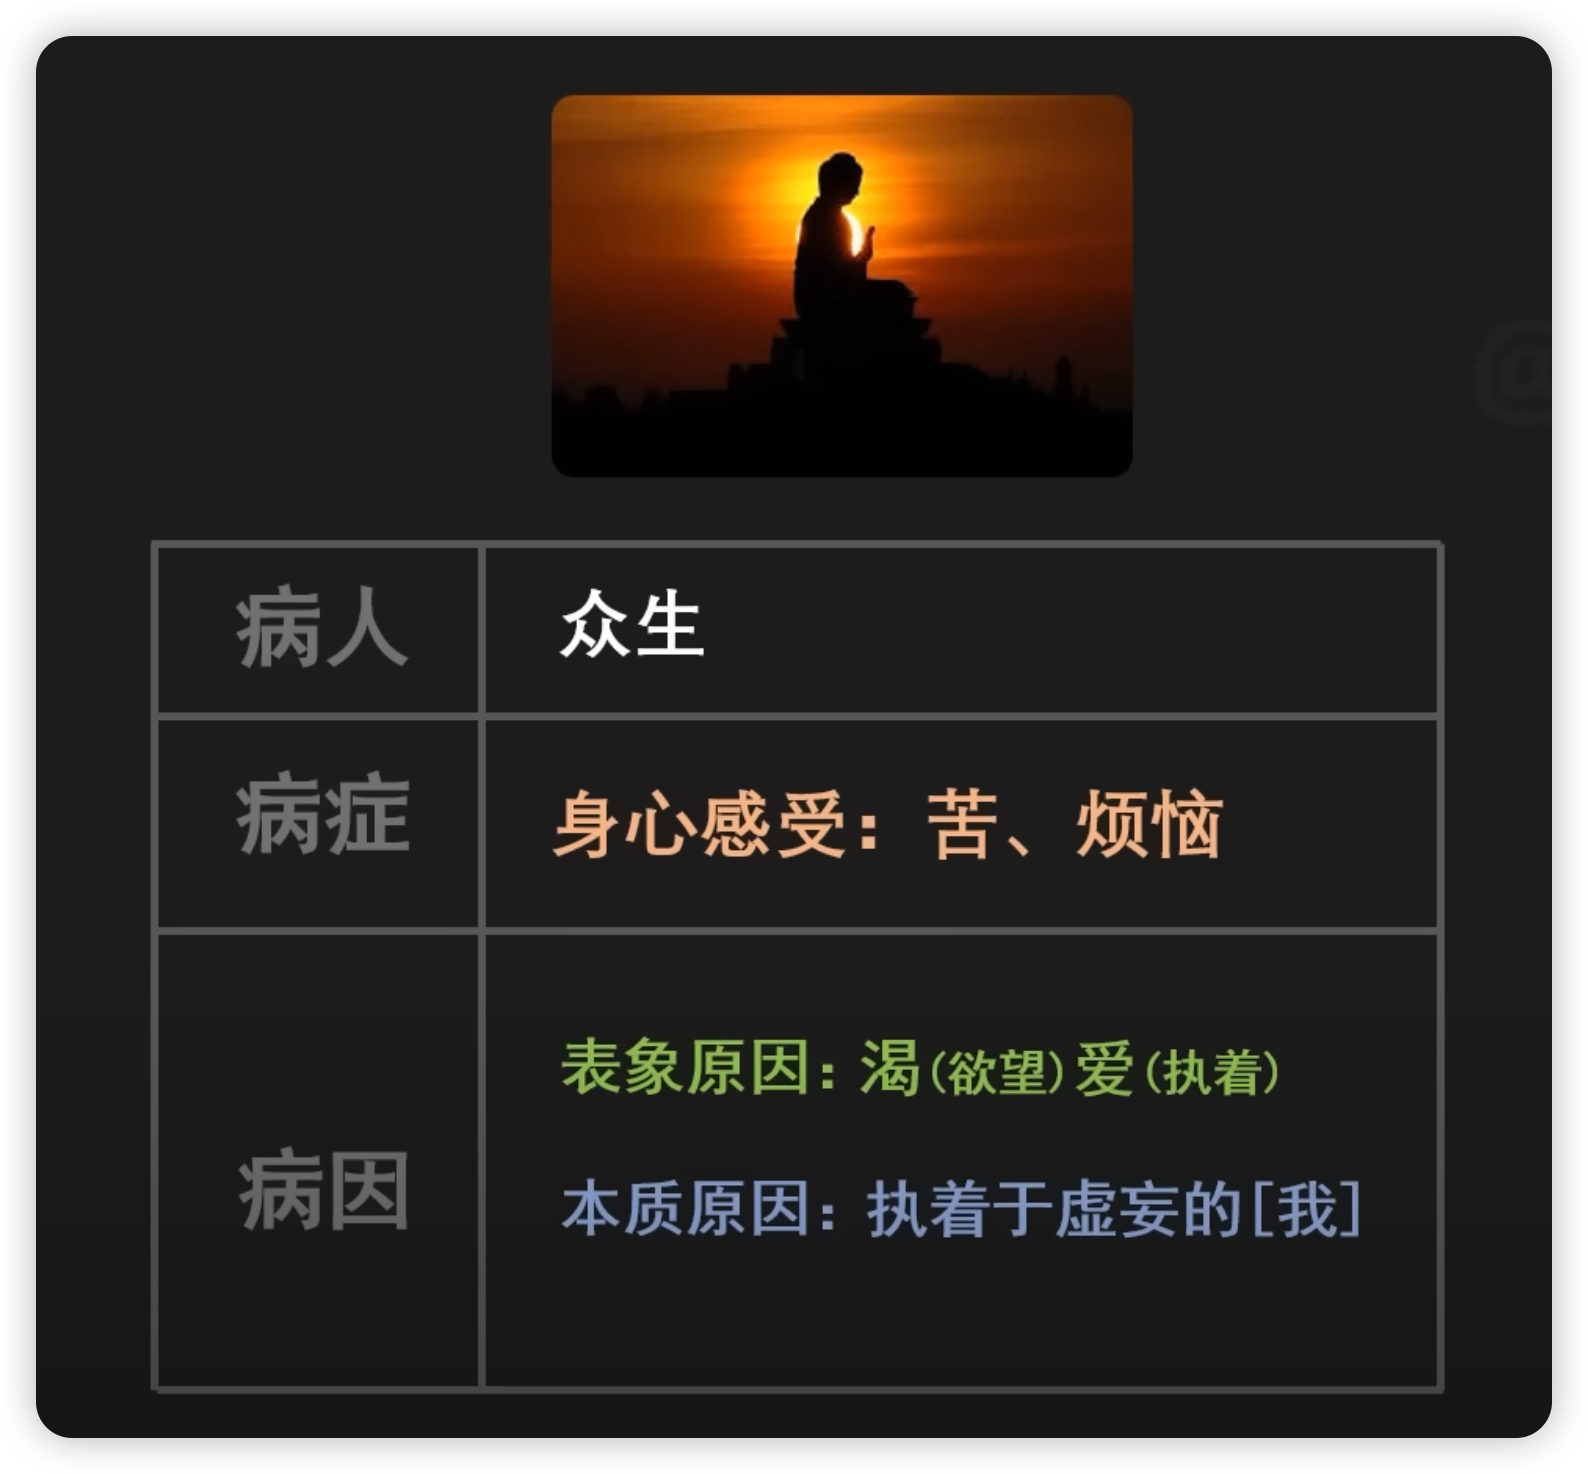 病人 众生
病症 身心感受：苦、烦恼
表象原因：渴(欲望)爱(执着)
病因
本质原因：执着于虚妄的[我]
@